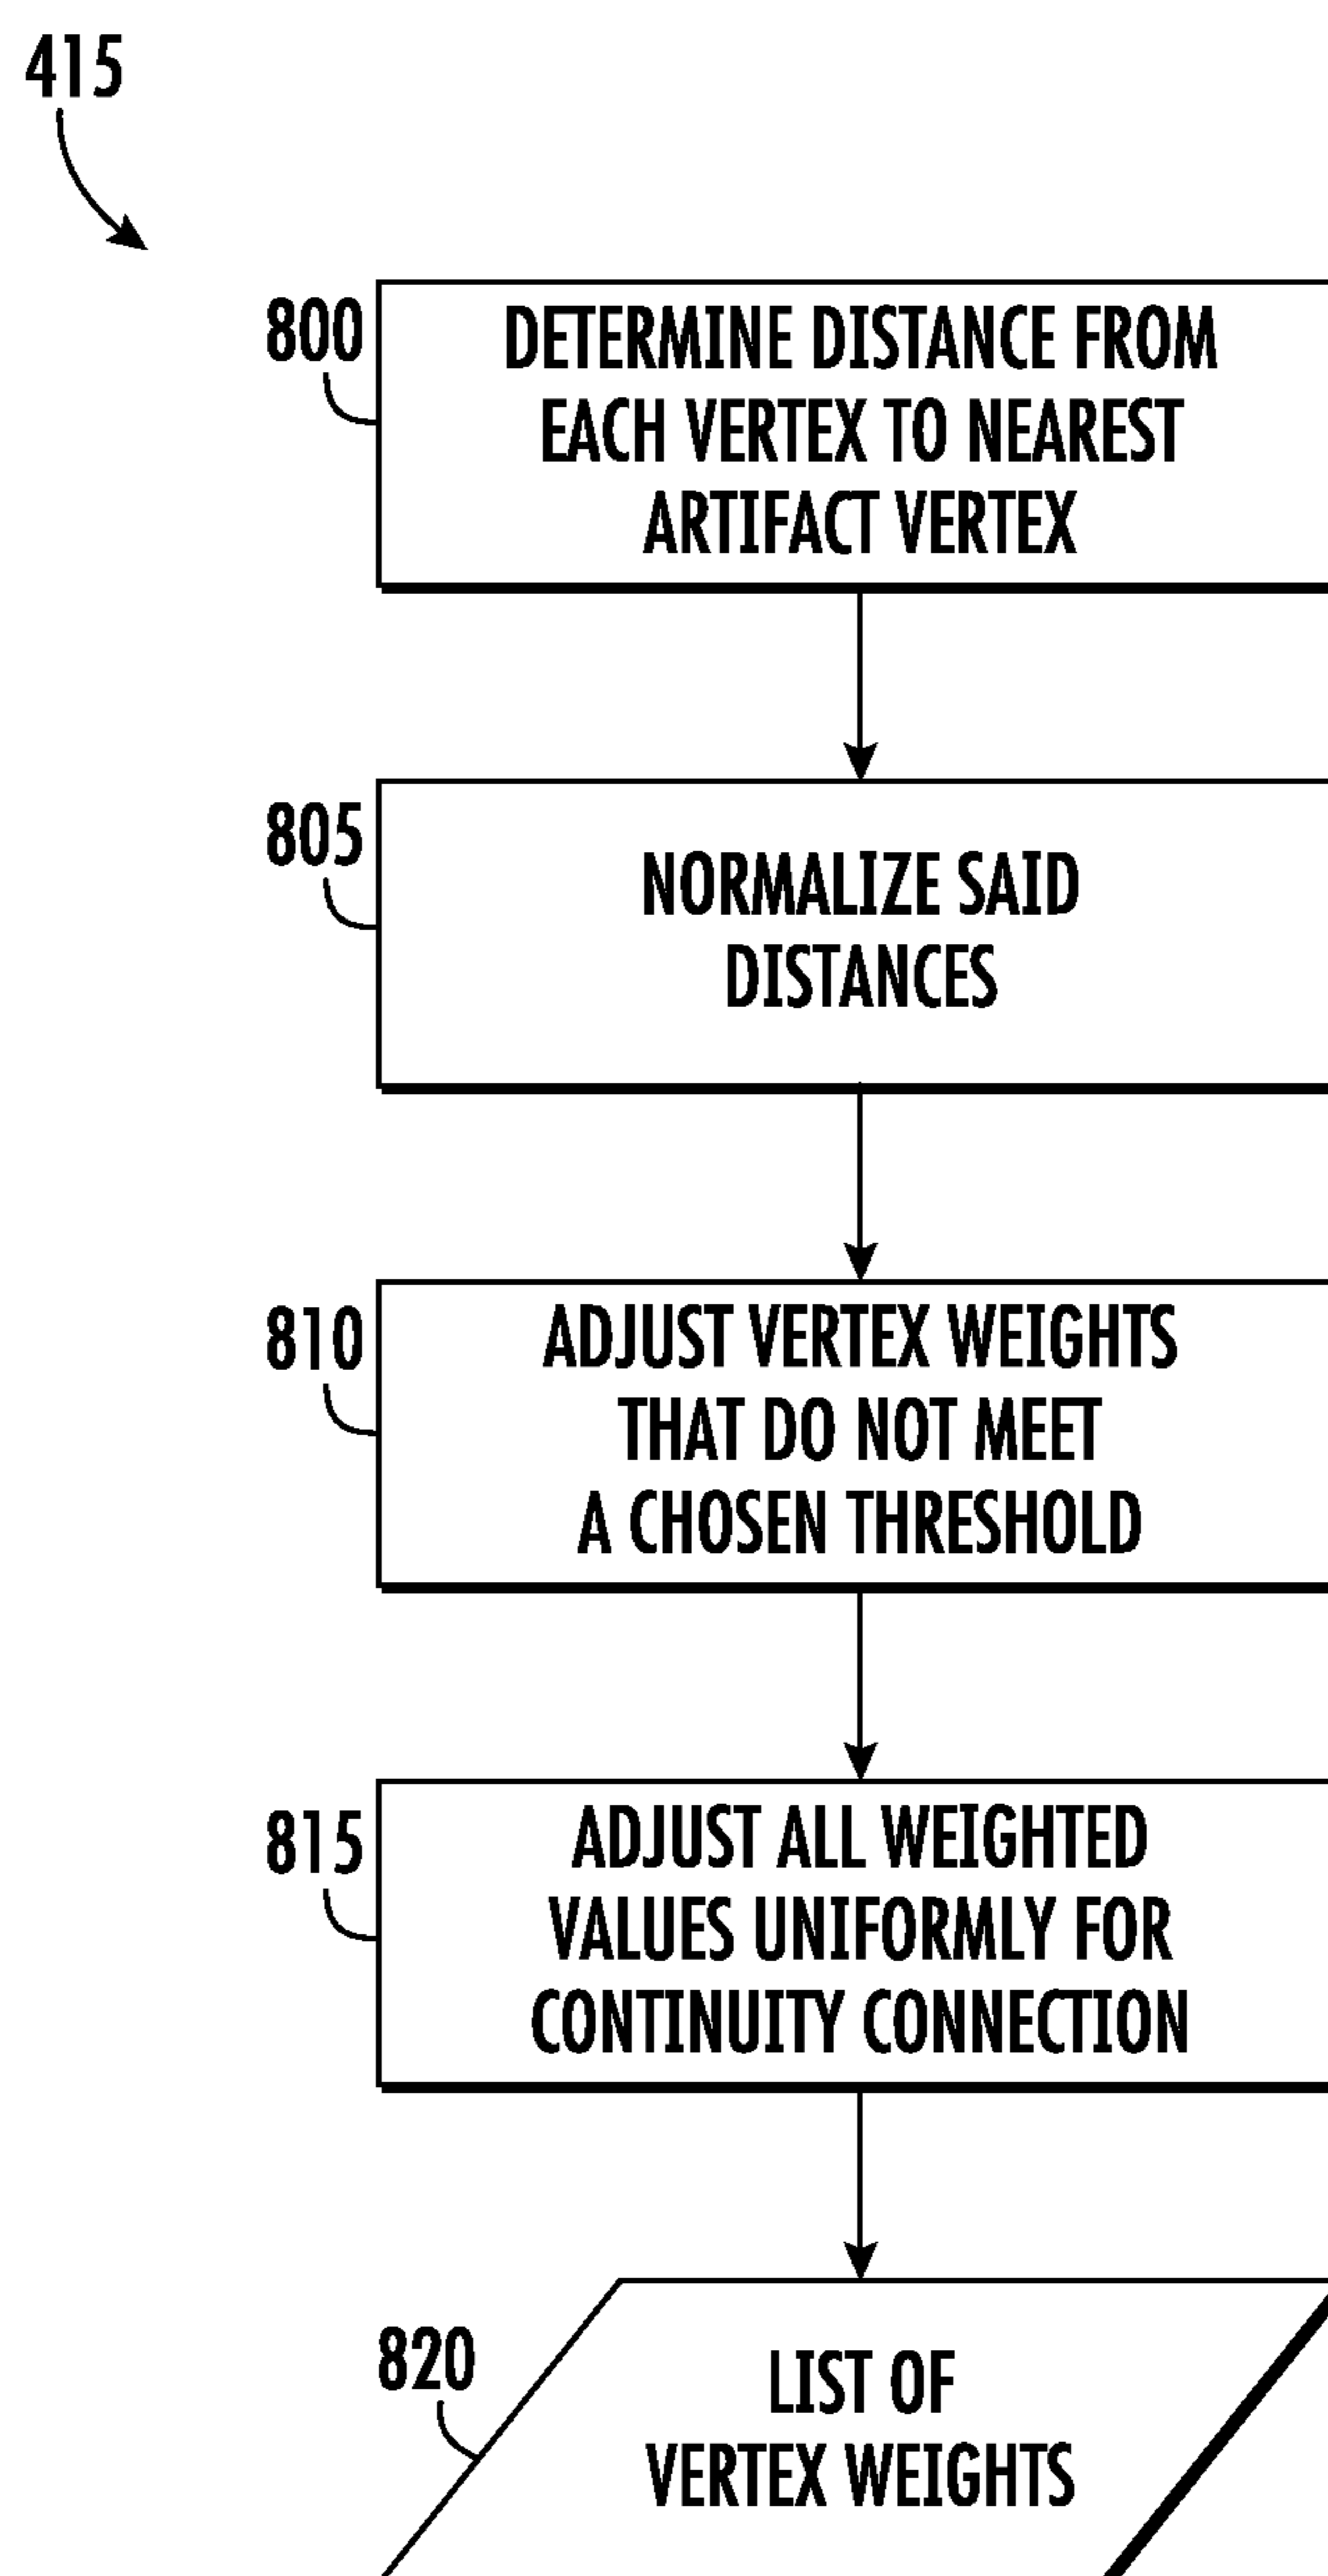 415
800
DETERMINE DISTANCE FROM
EACH VERTEX TO NEAREST
ARTIFACT VERTEX
805
NORMALIZE SAID
DISTANCES
810
ADJUST VERTEX WEIGHTS
THAT DO NOT MEET
A CHOSEN THRESHOLD
815
ADJUST ALL WEIGHTED
VALUES UNIFORMLY FOR
CONTINUITY CONNECTION
820
LIST OF
VERTEX WEIGHTS